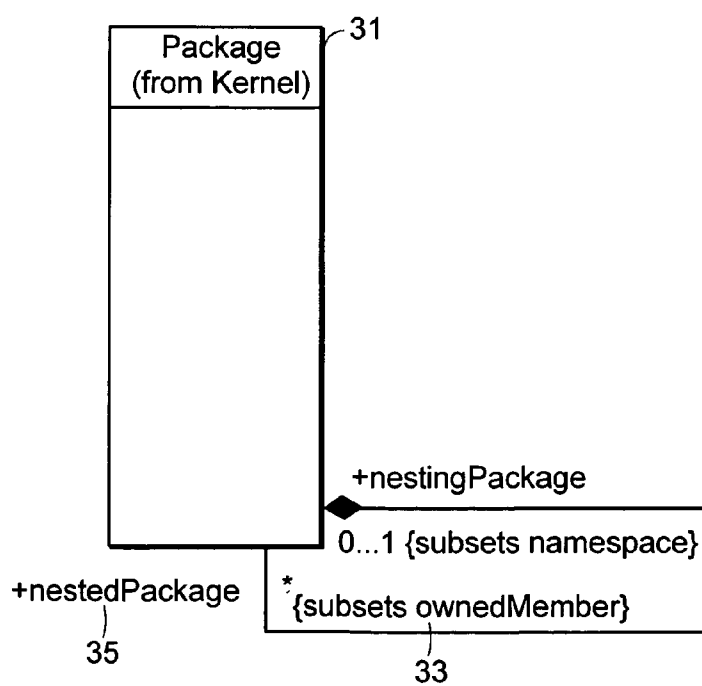 31
Package
(from Kernel)
+nestingPackage
0...1 {subsets namespace}
+nestedPackage
*
{subsets ownedMember}
35
33